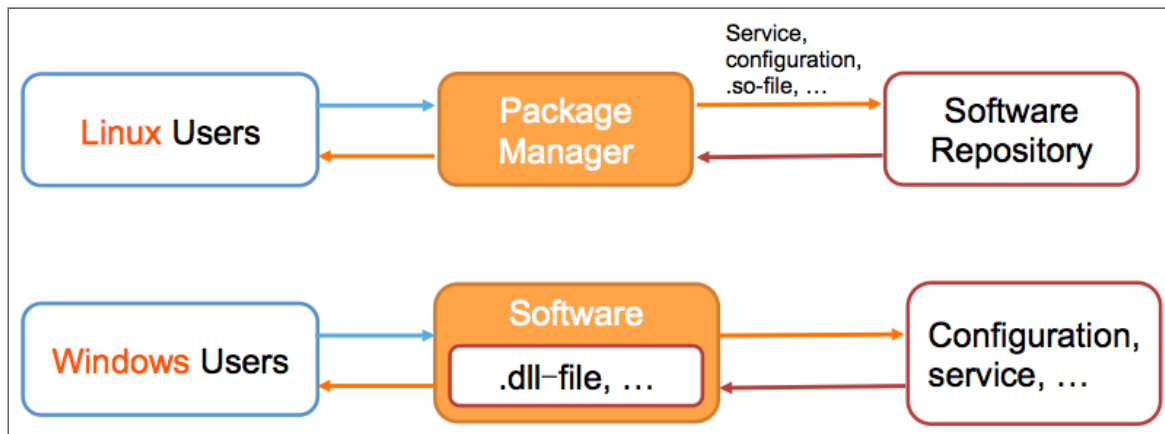 Service,
configuration,
.so-file, …
Linux Users
Package
Manager
Software
Repository
Windows Users
Software
.dll-file, …
Configuration,
service, …